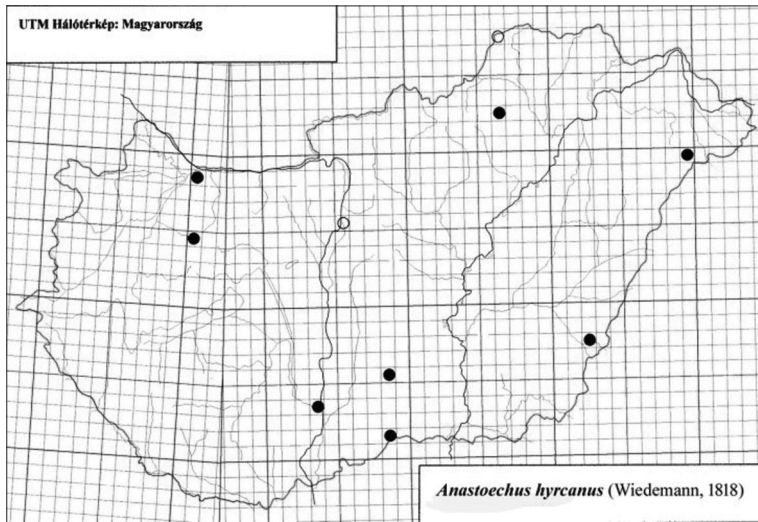 UTM Hálótérkép: Magyarország
Anastoechus hyrcanus (Wiedemann, 1818)